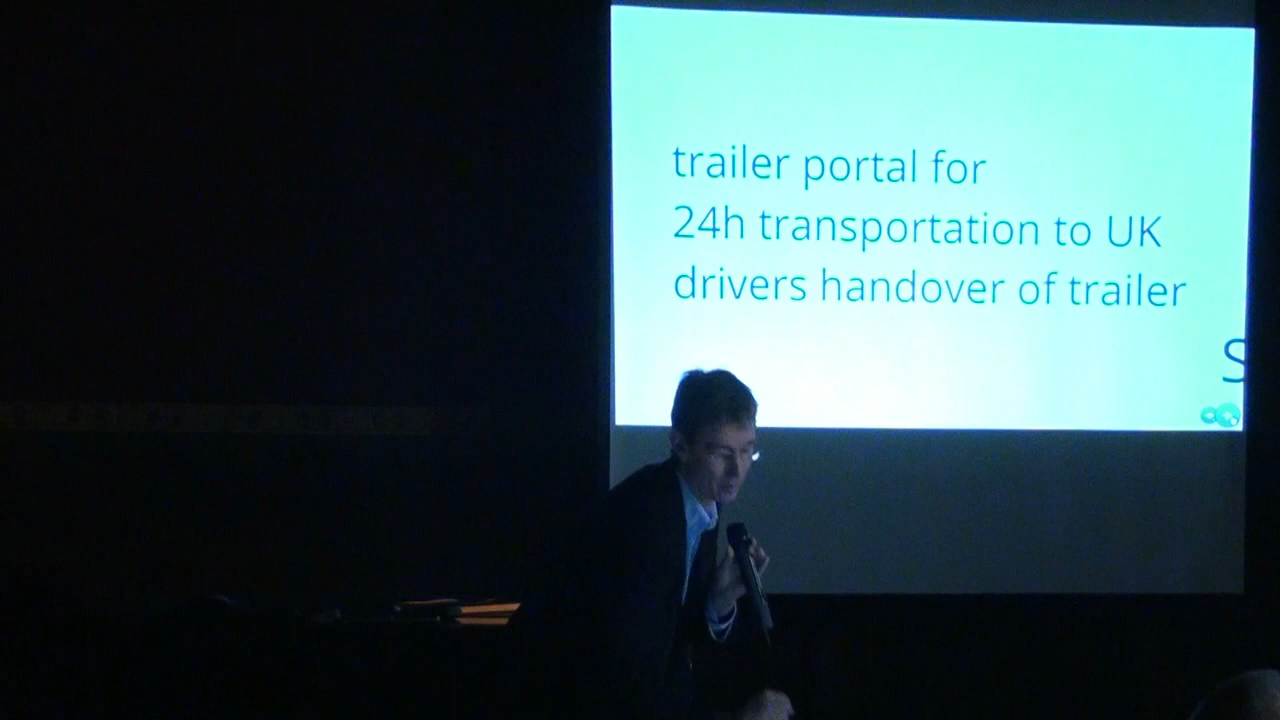 trailer portal for
24h transportation to UK
drivers handover of trailer
S